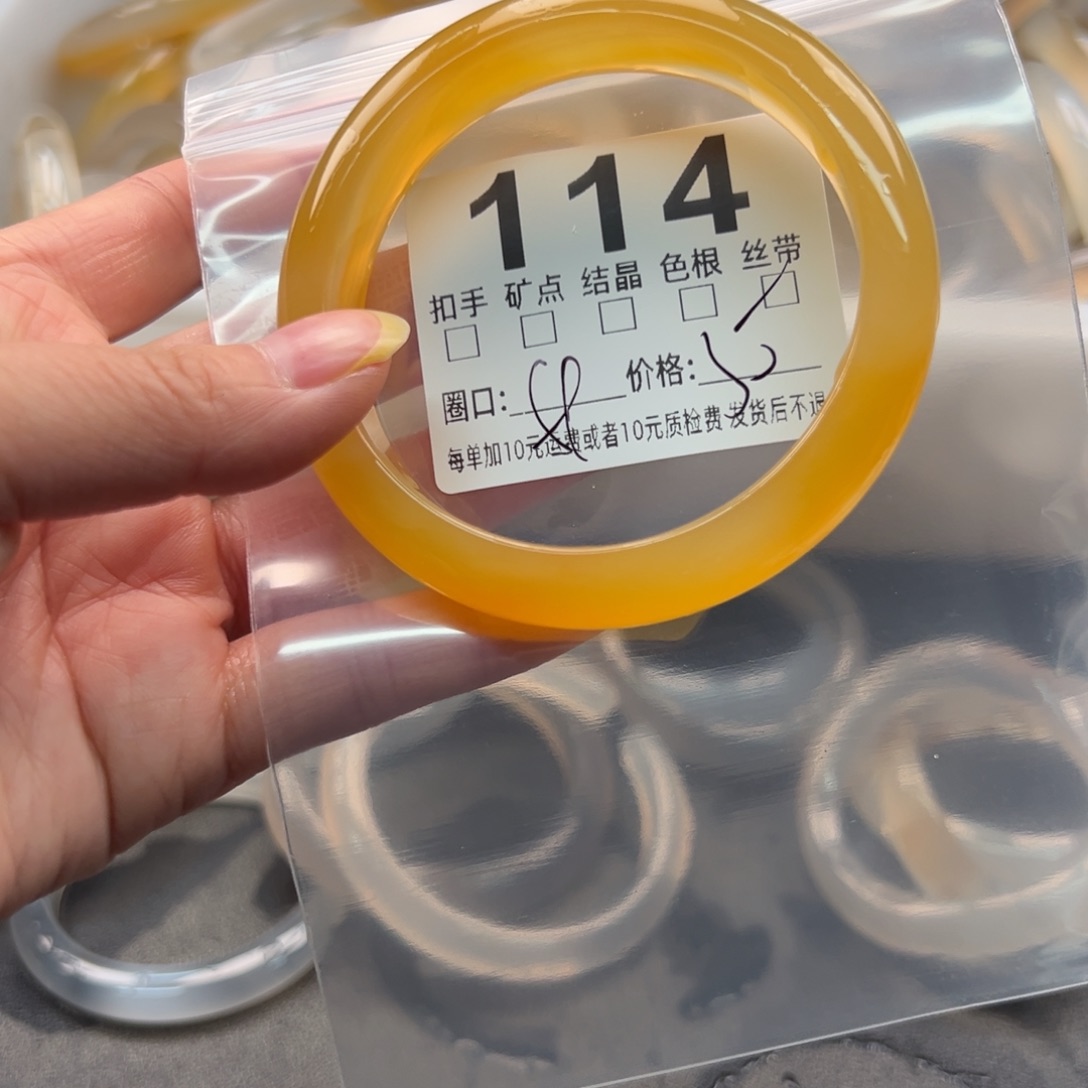 114
扣手 矿点 结晶 色根 丝带
圈口: 价格:
每单加10元运费或者10元质检费 发货后不退